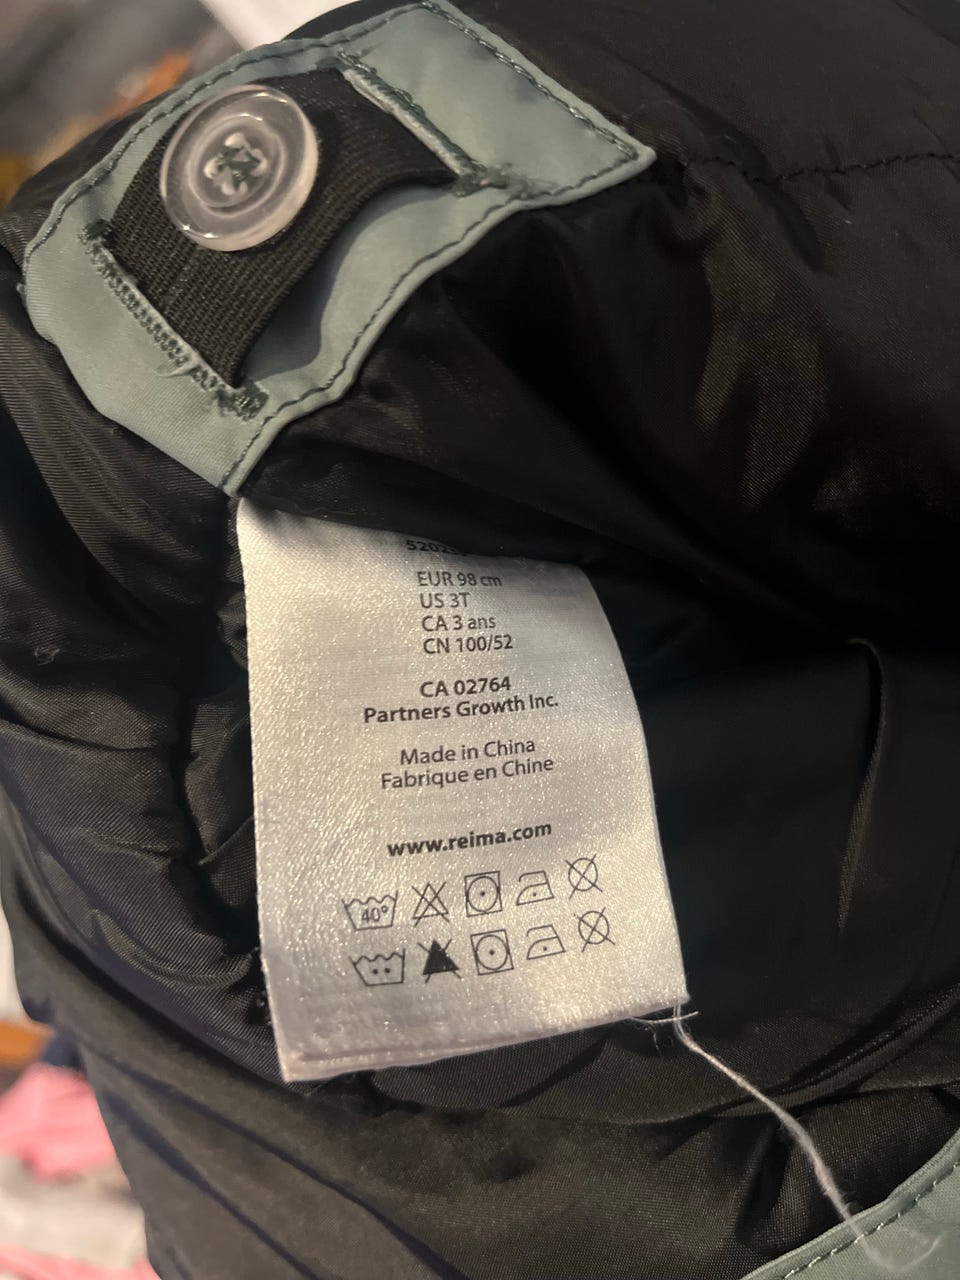 EUR 98 cm
US 3T
CA 3 ans
CN 100/52
CA 02764
Partners Growth Inc.
Made in China
Fabrique en Chine
www.reima.com
40°